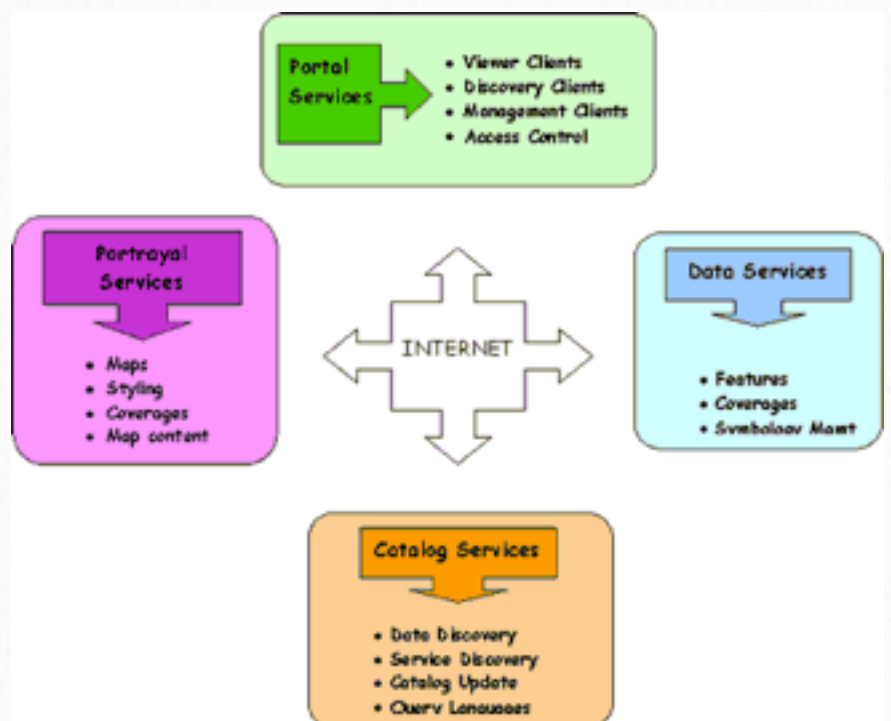 Portal
Services
• Viewer Clients
• Discovery Clients
• Management Clients
• Access Control
Portrayal
Services
• Maps
• Styling
• Coverages
• Map content
INTERNET
Data Services
• Features
• Coverages
• Symbology Mgmt
Catalog Services
• Data Discovery
• Service Discovery
• Catalog Update
• Query Languages